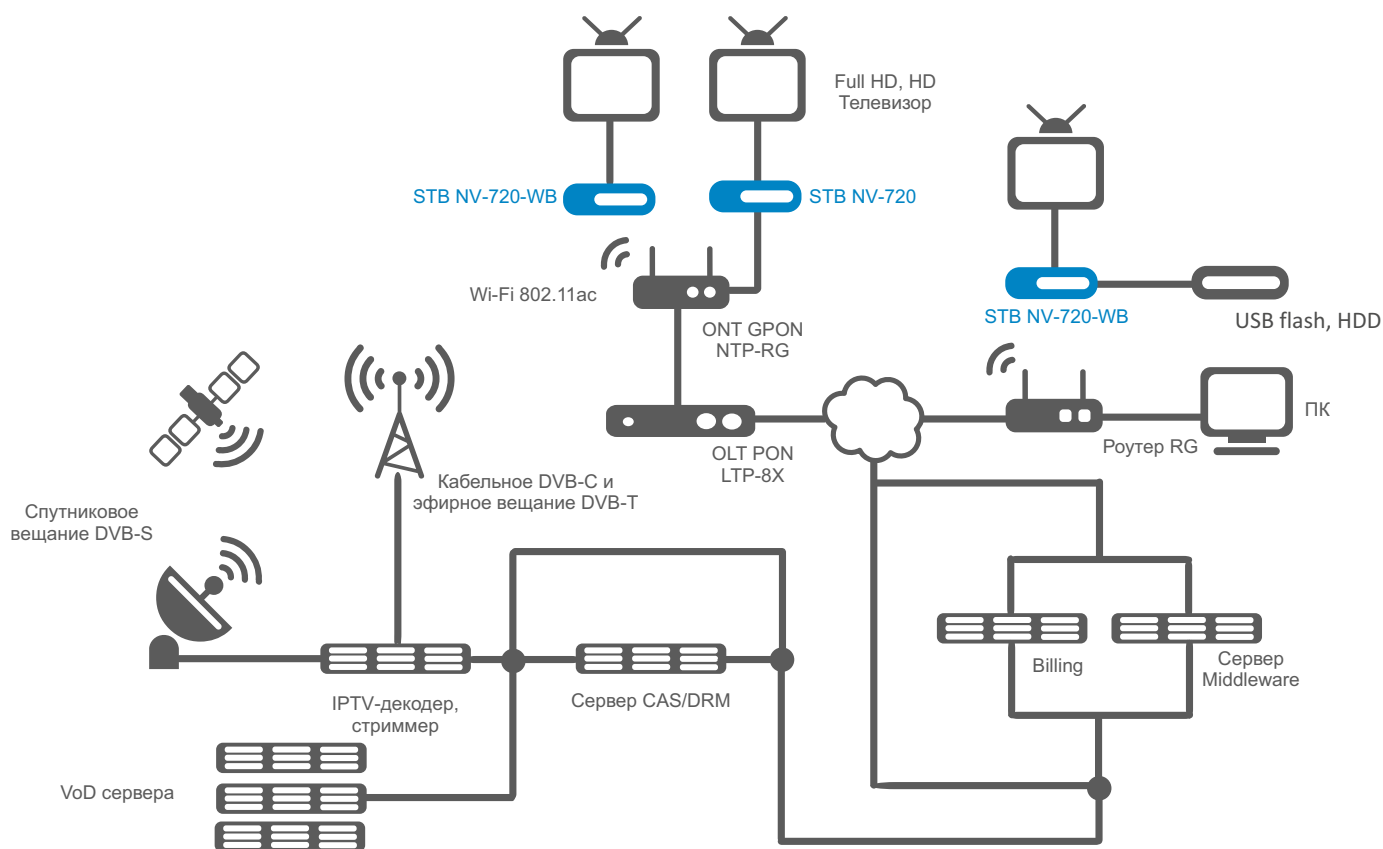 Full HD, HD
Телевизор
STB NV-720-WB
STB NV-720
Wi-Fi 802.11ac
STB NV-720-WB
USB flash, HDD
ONT GPON
NTP-RG
ПК
Роутер RG
OLT PON
LTP-8X
Кабельное DVB-C и
эфирное вещание DVB-T
Спутниковое
вещание DVB-S
Billing
Сервер
Middleware
IPTV-декодер,
стриммер
Сервер CAS/DRM
VoD сервера